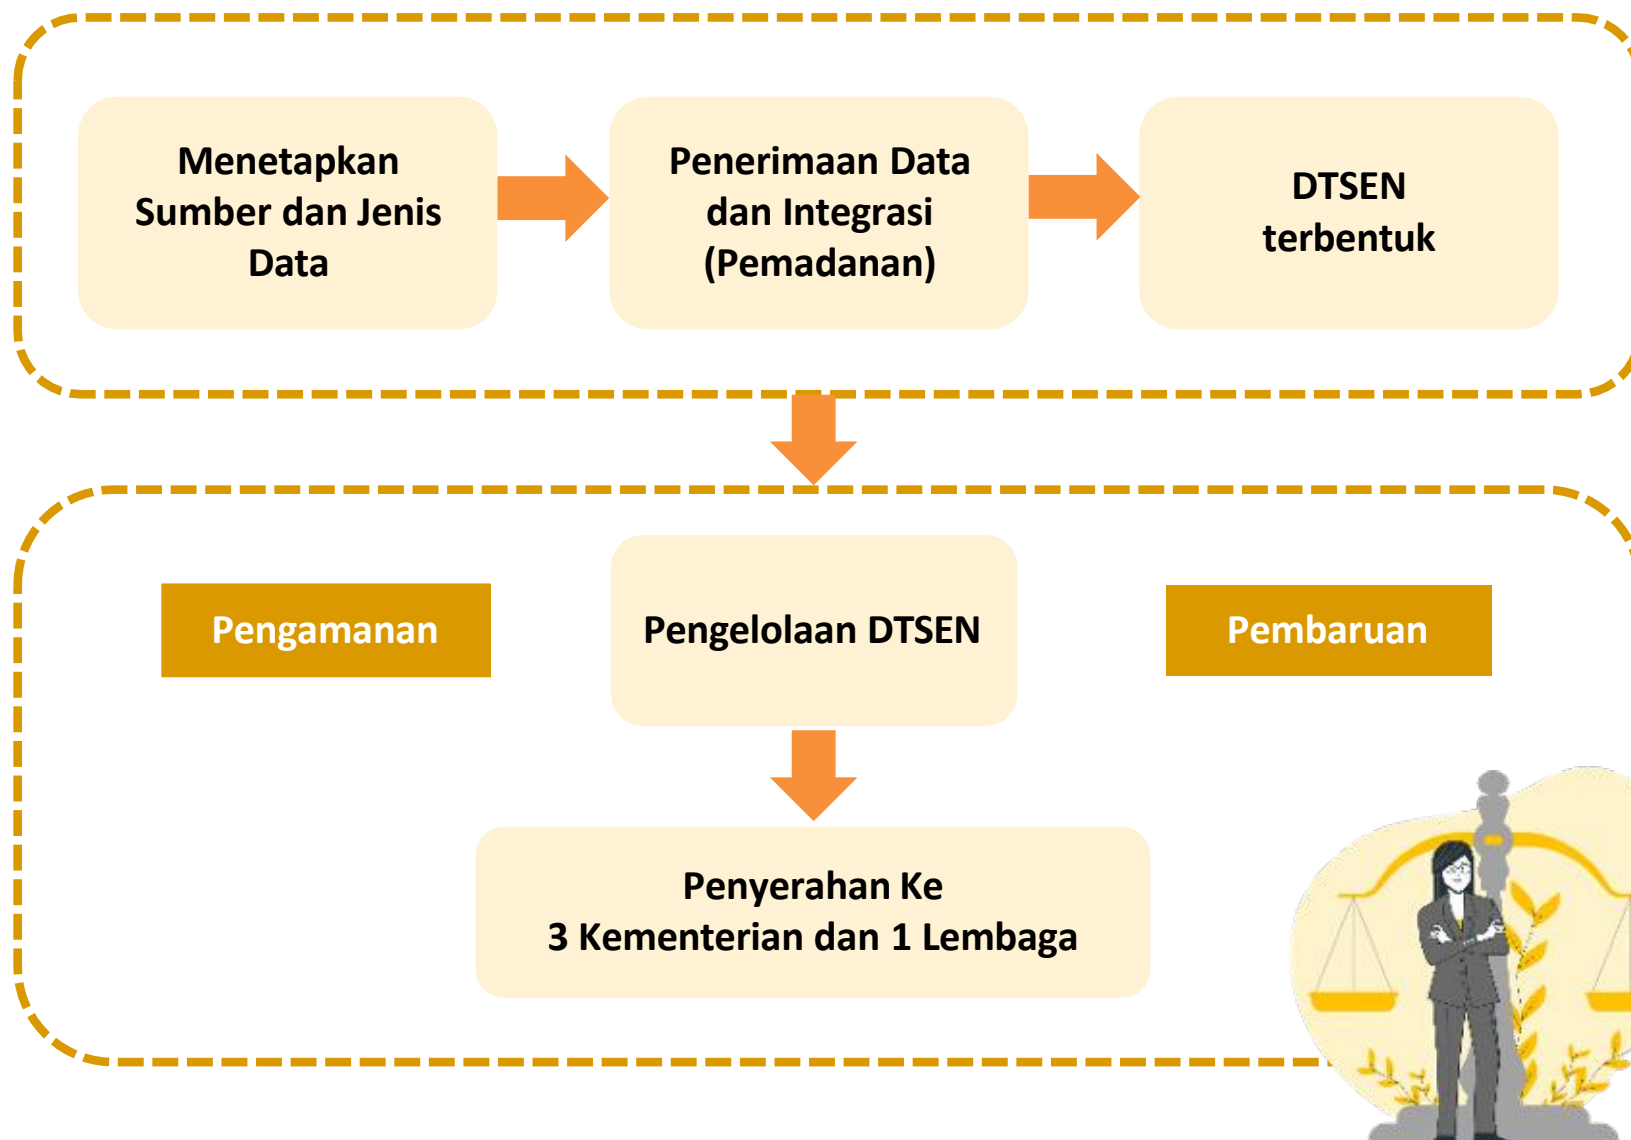 Menetapkan
Sumber dan Jenis
Data
Penerimaan Data
dan Integrasi
(Pemadanan)
DTSEN
terbentuk
Pengamanan
Pengelolaan DTSEN
Pembaruan
Penyerahan Ke
3 Kementerian dan 1 Lembaga